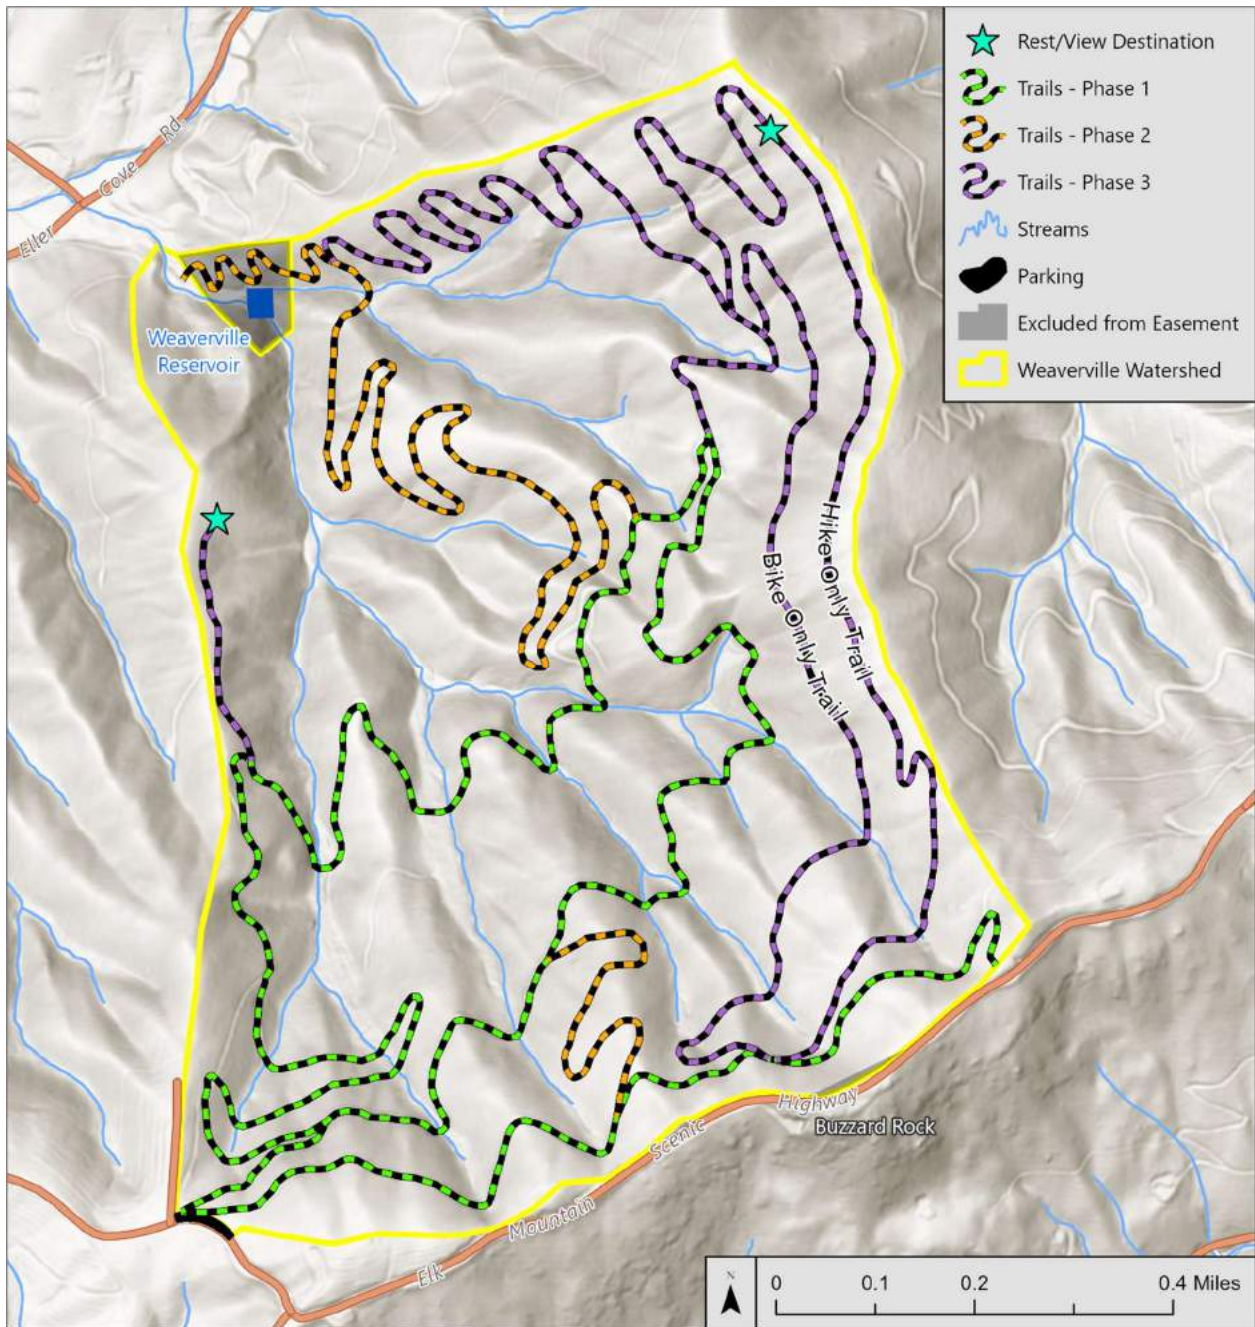 Rest/View Destination
Trails - Phase 1
Trails - Phase 2
Trails - Phase 3
Streams
Parking
Excluded from Easement
Weaverville Watershed
Eller Cove Rd
Weaverville
Reservoir
Hike Only Trail
Bike Only Trail
Elk Mountain Scenic Highway
Buzzard Rock
N
0 0.1 0.2 0.4 Miles